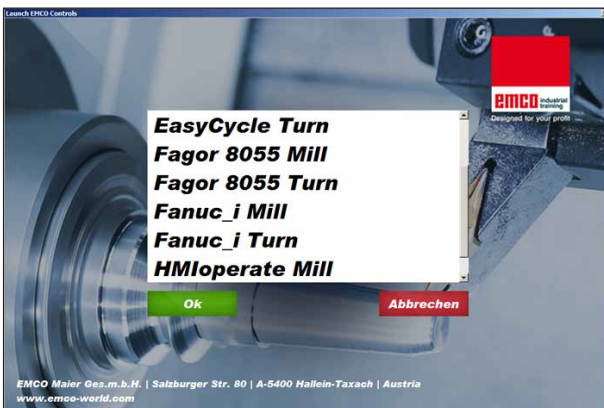 Launch EMCO Controls
emco industrial
training
Designed for your profit
EasyCycle Turn
Fagor 8055 Mill
Fagor 8055 Turn
Fanuc_i Mill
Fanuc_i Turn
HMIoperate Mill
Ok Abbrechen
EMCO Maier Ges.m.b.H. | Salzburger Str. 80 | A-5400 Hallein-Taxach | Austria
www.emco-world.com